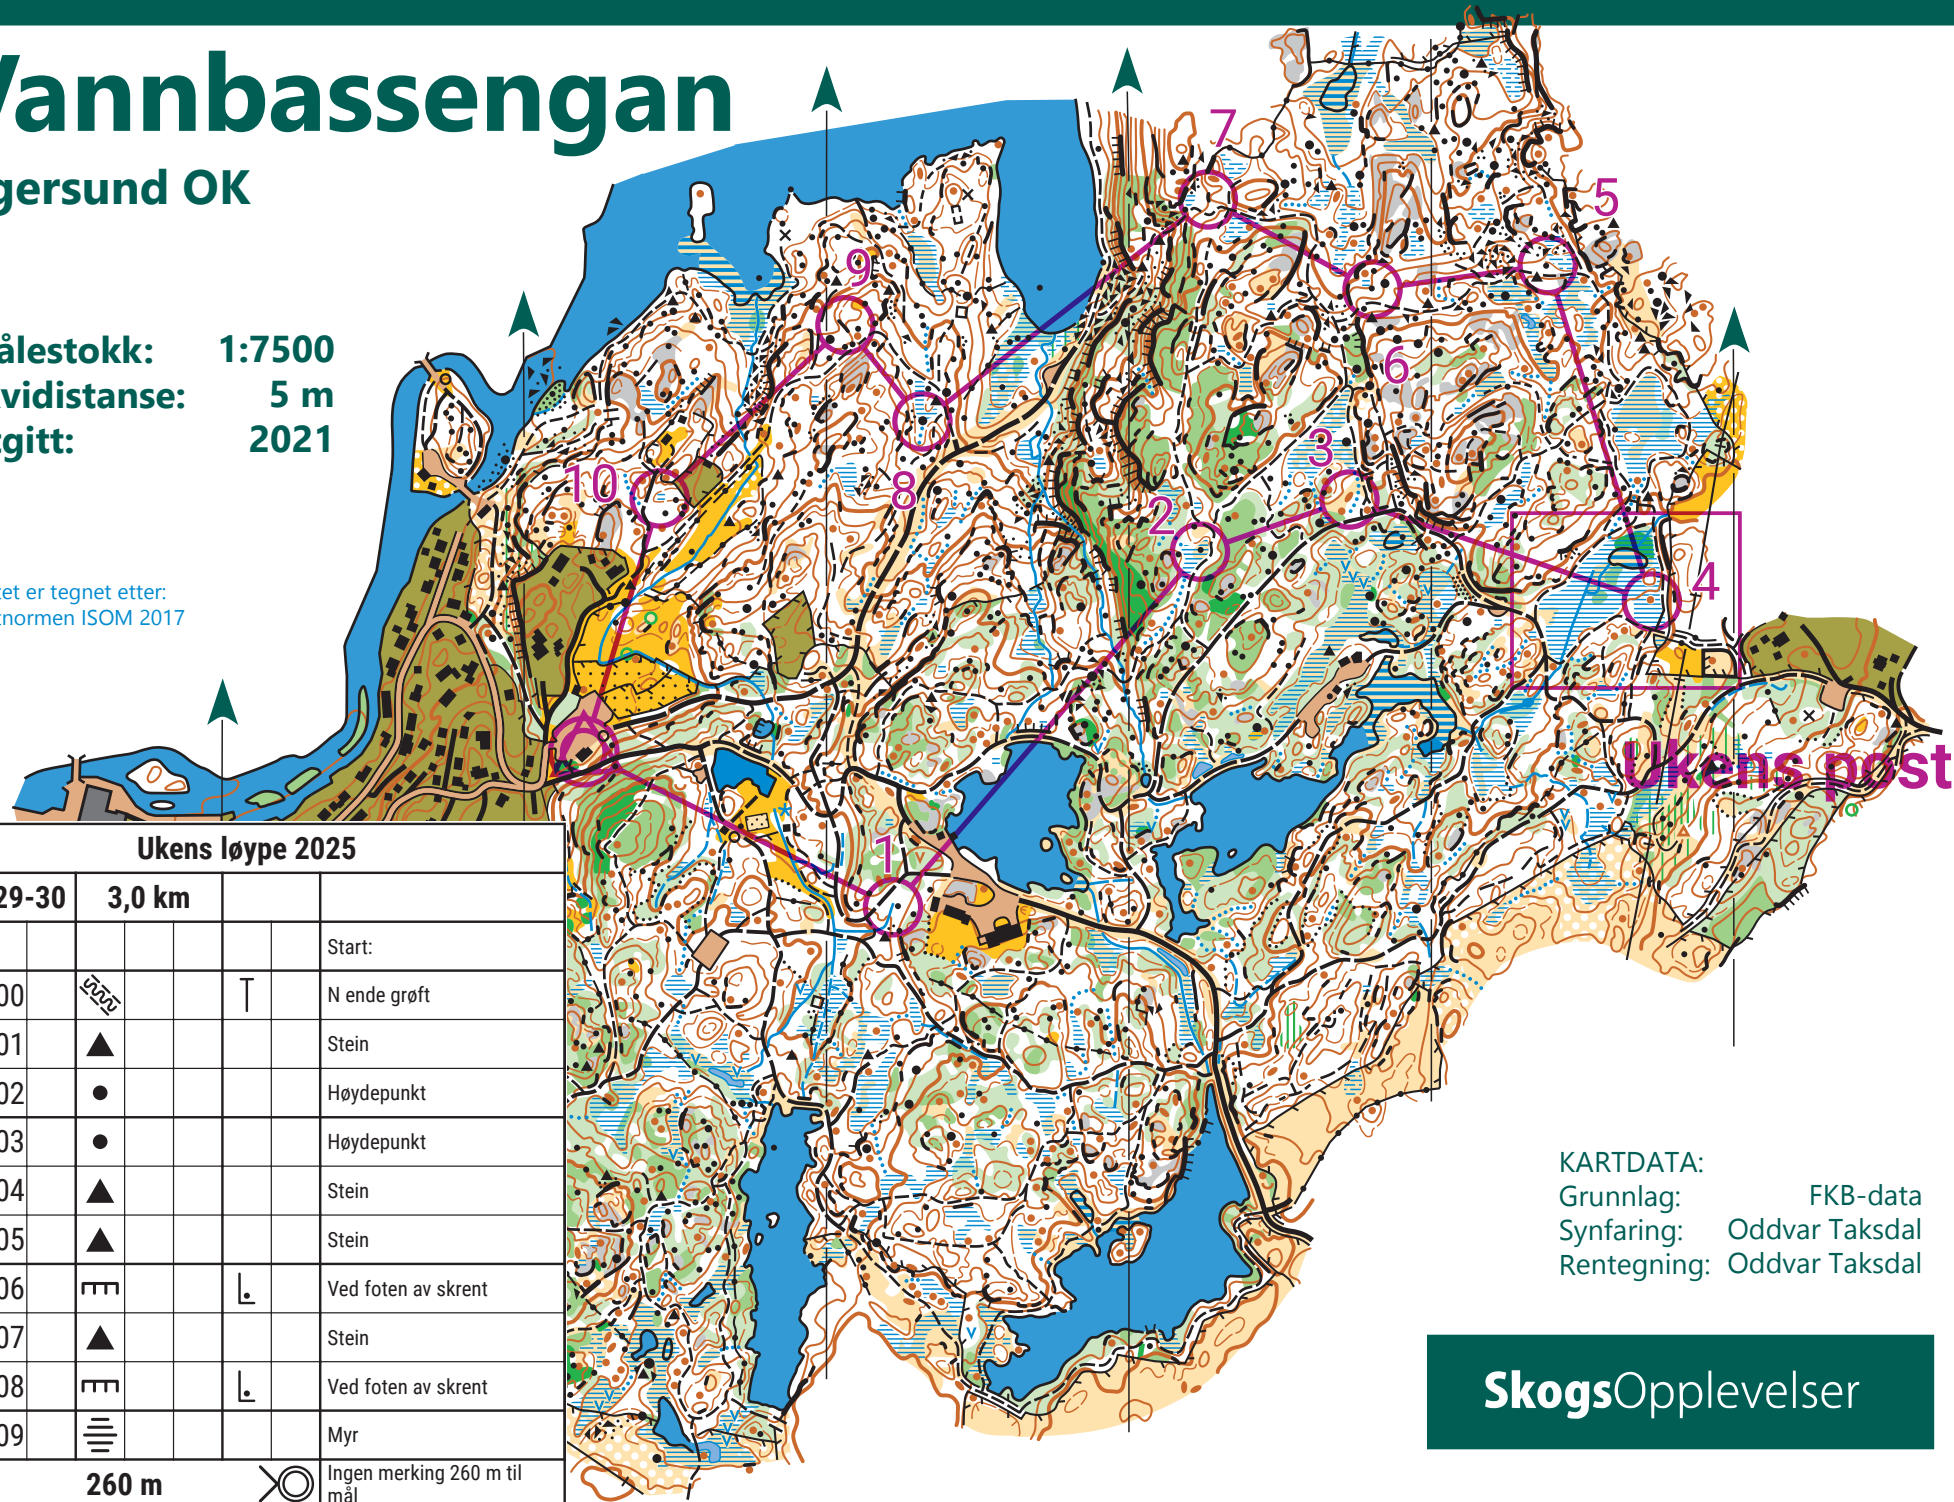 Vannbassengan
gersund OK
ålestokk: 1:7500
vidistanse: 5 m
tgitt: 2021
tet er tegnet etter:
tnormen ISOM 2017
7
5
9
6
3
10
8
2
4
Ukens post
1
Ukens løype 2025
29-30 3,0 km
Start:
00 N ende grøft
01 Stein
02 Høydepunkt
03 Høydepunkt
04 Stein
05 Stein
06 Ved foten av skrent
07 Stein
08 Ved foten av skrent
09 Myr
260 m Ingen merking 260 m til
mål
KARTDATA:
Grunnlag: FKB-data
Synfaring: Oddvar Taksdal
Rentegning: Oddvar Taksdal
SkogsOpplevelser